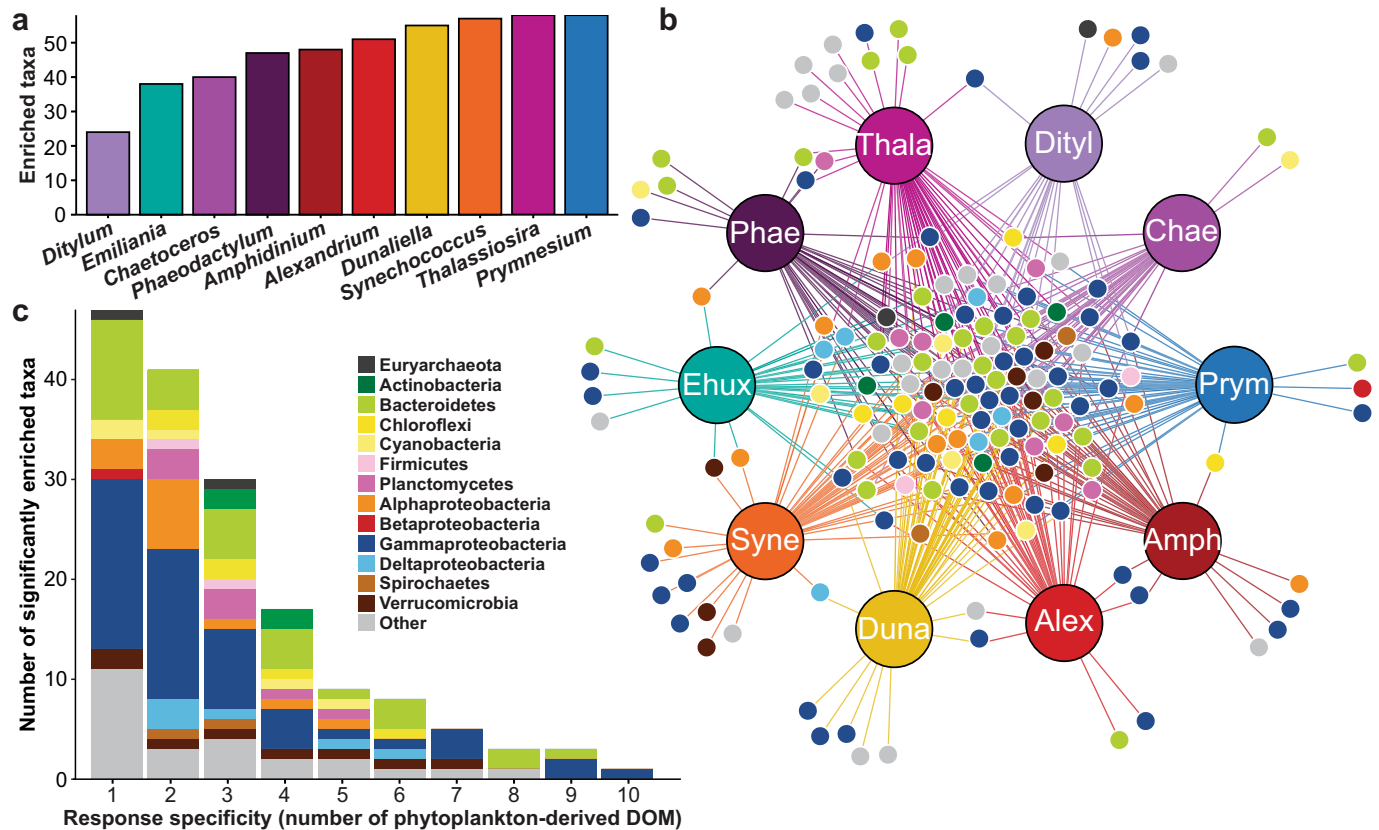 a
Enriched taxa
50
40
30
20
10
0
Ditylum
Emiliania
Chaetoceros
Phaeodactylum
Amphidinium
Alexandrium
Dunaliella
Synechococcus
Thalassiosira
Prymnesium
b
Thala
Dityl
Phae
Chae
Ehux
Prym
Syne
Amph
Duna
Alex
c
Number of significantly enriched taxa
40
30
20
10
0
1 2 3 4 5 6 7 8 9 10
Response specificity (number of phytoplankton-derived DOM)
Euryarchaeota
Actinobacteria
Bacteroidetes
Chloroflexi
Cyanobacteria
Firmicutes
Planctomycetes
Alphaproteobacteria
Betaproteobacteria
Gammaproteobacteria
Deltaproteobacteria
Spirochaetes
Verrucomicrobia
Other